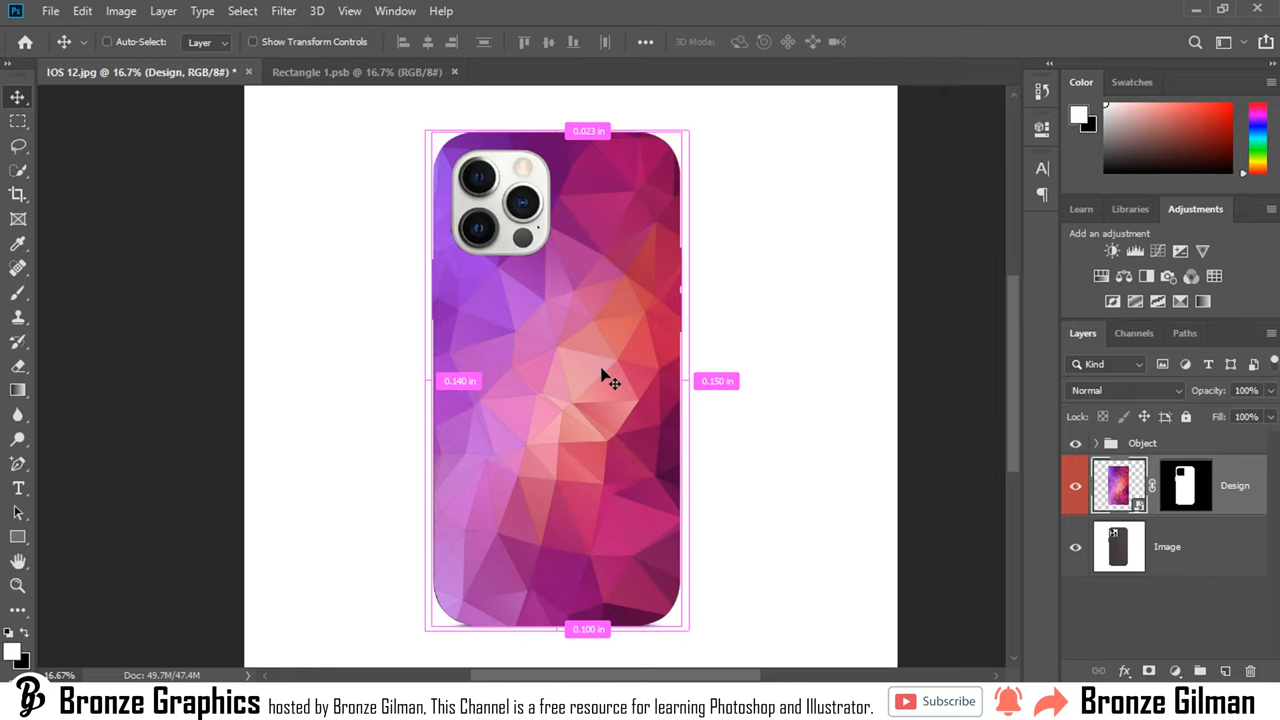 Ps File Edit Image Layer Type Select Filter 3D View Window Help
Auto-Select: Layer Show Transform Controls 3D Mode:
IOS 12.jpg @ 16.7% (Design, RGB/8#) * Rectangle 1.psb @ 16.7% (RGB/8#)
Color Swatches
0.023 in
Learn Libraries Adjustments
Add an adjustment
Layers Channels Paths
Kind
0.140 in
0.150 in
Normal Opacity: 100%
Lock: Fill: 100%
Object
Design
Image
0.100 in
16.67% Doc: 49.7M/47.4M
Bronze Graphics hosted by Bronze Gilman, This Channel is a free resource for learning Photoshop and Illustrator. Subscribe Bronze Gilman